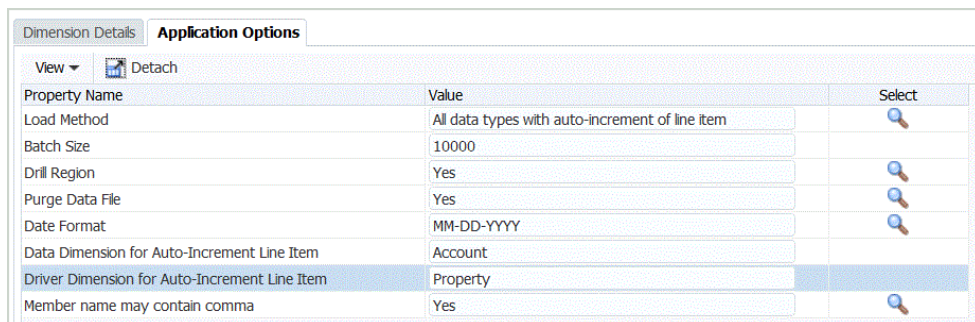 Dimension Details Application Options
View Detach
Property Name Value Select
Load Method All data types with auto-increment of line item
Batch Size 10000
Drill Region Yes
Purge Data File Yes
Date Format MM-DD-YYYY
Data Dimension for Auto-Increment Line Item Account
Driver Dimension for Auto-Increment Line Item Property
Member name may contain comma Yes